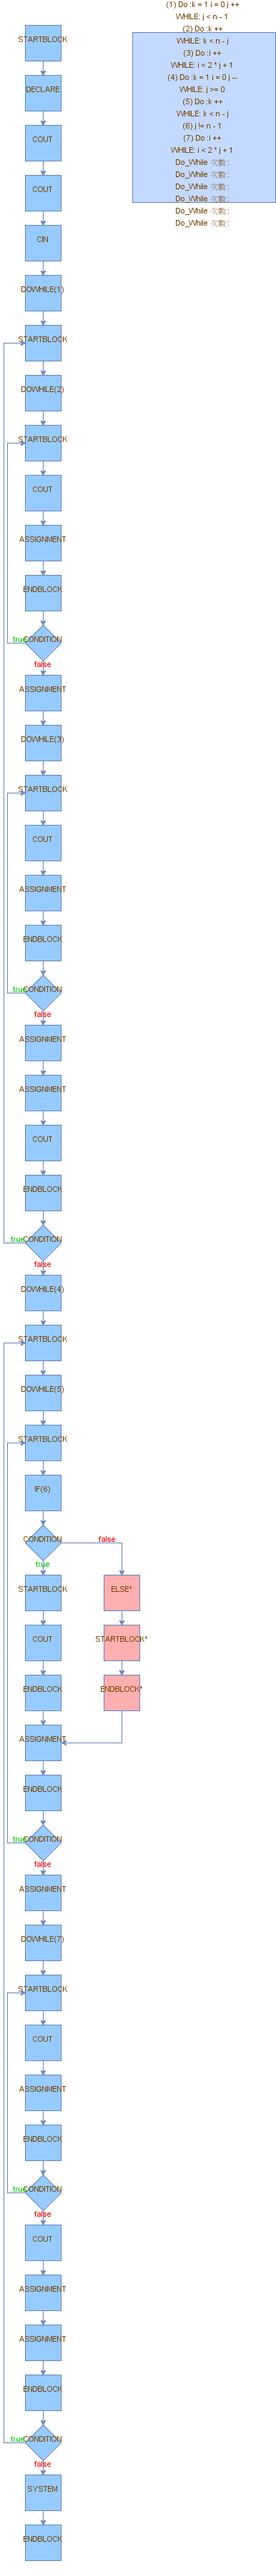 (1) Do :k = 1 i = 0 j ++
WHILE: j < n - 1
(2) Do :k ++
WHILE: k < n - j
(3) Do :i ++
WHILE: i < 2 * j + 1
(4) Do :k = 1 i = 0 j --
WHILE: j >= 0
(5) Do :k ++
WHILE: k < n - j
(6) j != n - 1
(7) Do :i ++
WHILE: i < 2 * j + 1
Do_While 次數 :
Do_While 次數 :
Do_While 次數 :
Do_While 次數 :
Do_While 次數 :
Do_While 次數 :
STARTBLOCK
DECLARE
COUT
COUT
CIN
DOWHILE(1)
STARTBLOCK
DOWHILE(2)
STARTBLOCK
COUT
ASSIGNMENT
ENDBLOCK
true CONDITION
false
ASSIGNMENT
DOWHILE(3)
STARTBLOCK
COUT
ASSIGNMENT
ENDBLOCK
true CONDITION
false
ASSIGNMENT
ASSIGNMENT
COUT
ENDBLOCK
true CONDITION
false
DOWHILE(4)
STARTBLOCK
DOWHILE(5)
STARTBLOCK
IF(6)
CONDITION false
true
STARTBLOCK ELSE*
COUT STARTBLOCK*
ENDBLOCK ENDBLOCK*
ASSIGNMENT
ENDBLOCK
true CONDITION
false
ASSIGNMENT
DOWHILE(7)
STARTBLOCK
COUT
ASSIGNMENT
ENDBLOCK
true CONDITION
false
COUT
ASSIGNMENT
ASSIGNMENT
ENDBLOCK
true CONDITION
false
SYSTEM
ENDBLOCK